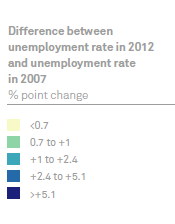 Difference between
unemployment rate in 2012
and unemployment rate
in 2007
% point change
<0.7
0.7 to +1
+1 to +2.4
+2.4 to +5.1
>+5.1